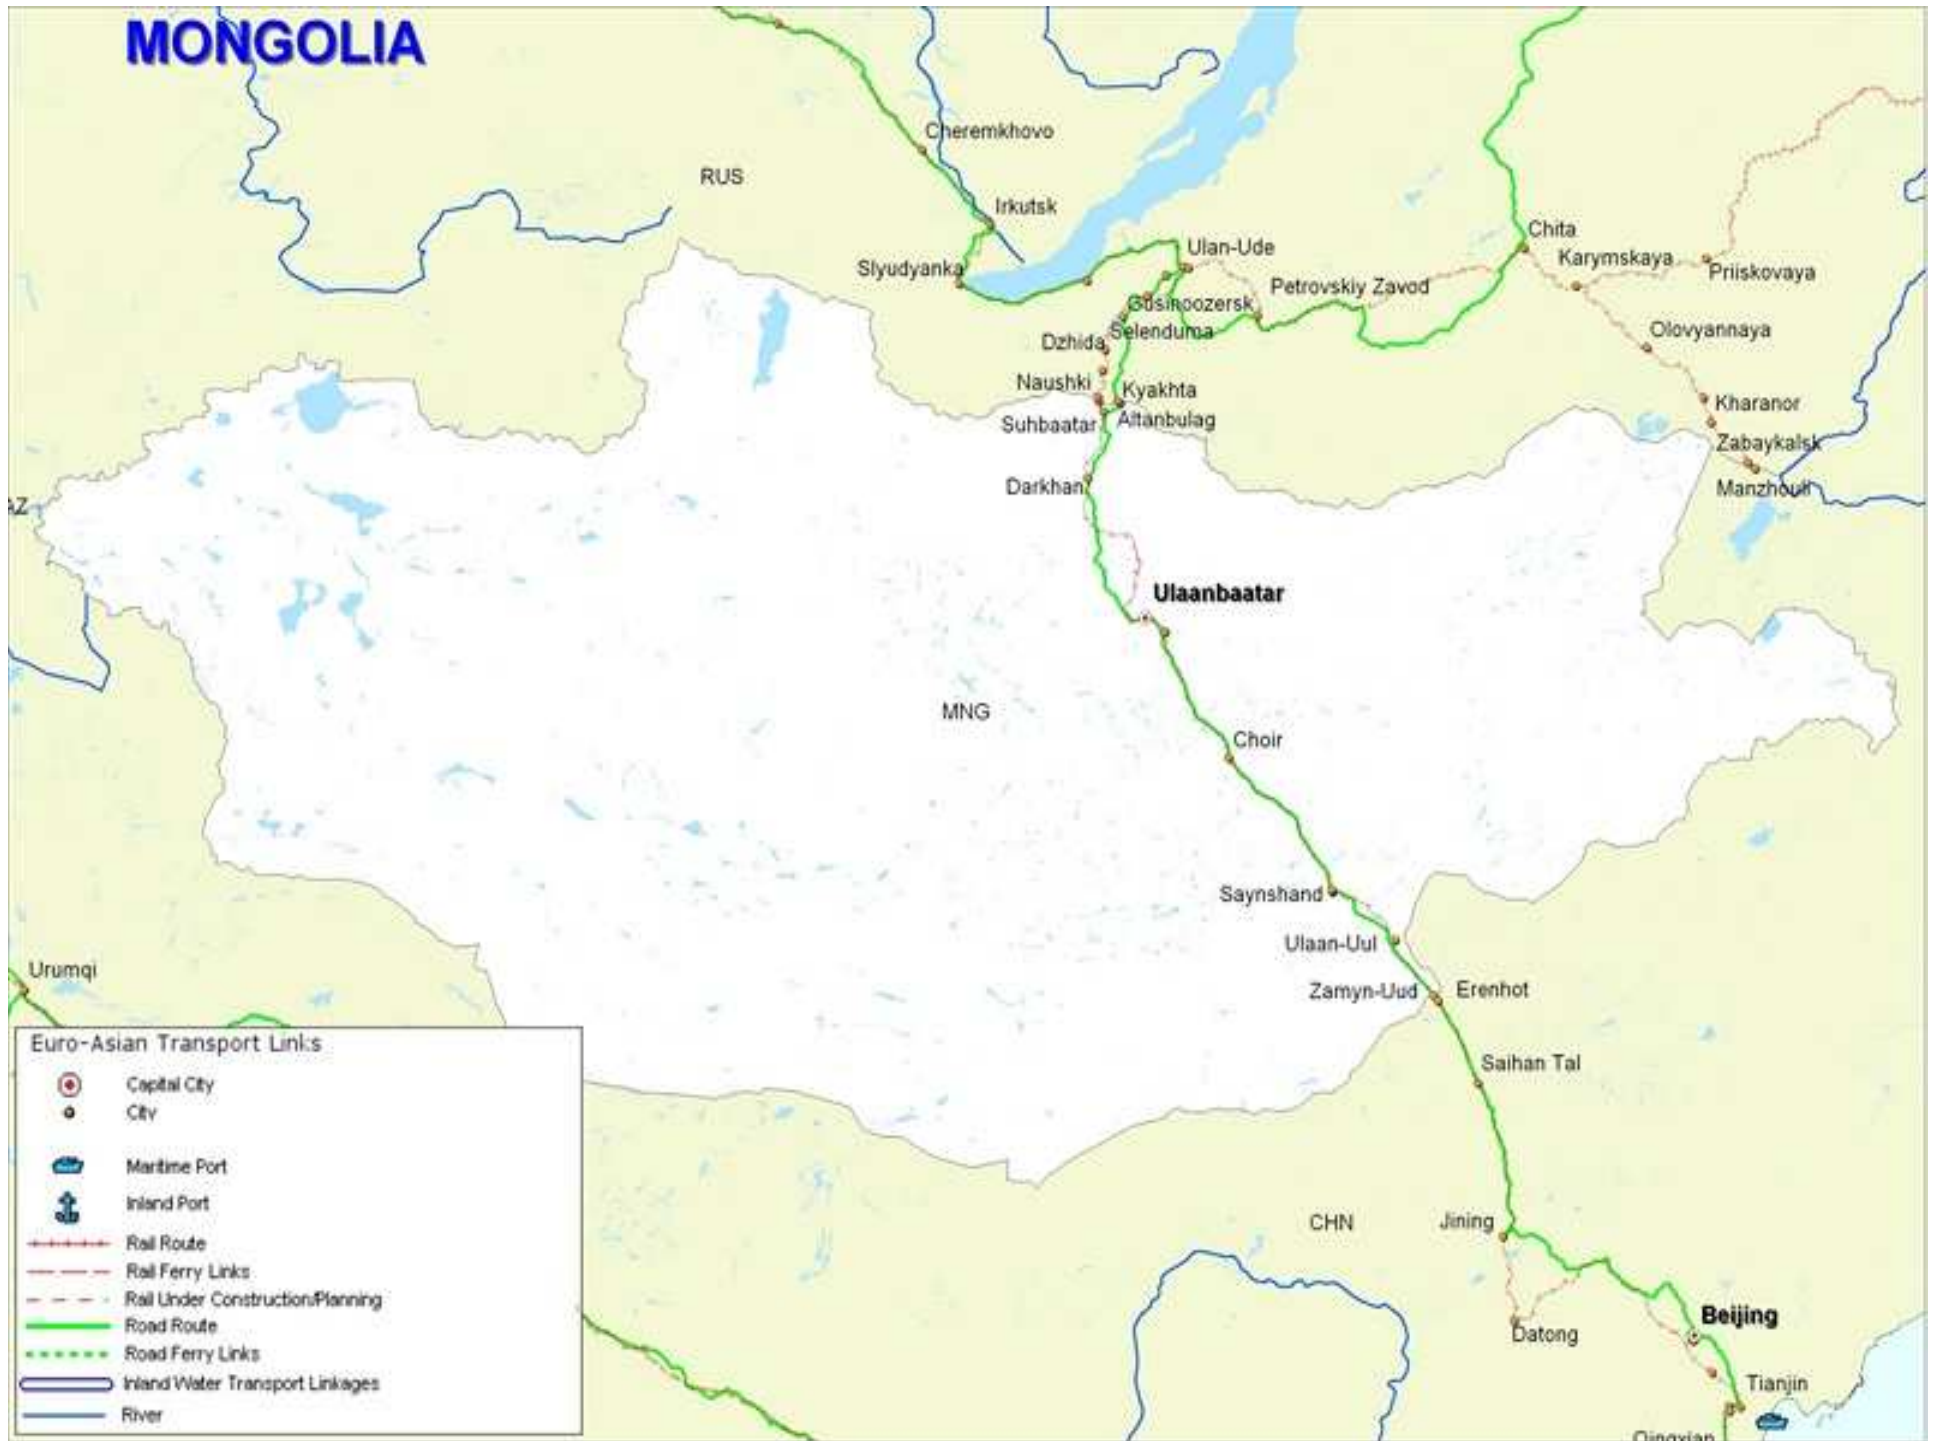 MONGOLIA
Cheremkhovo
RUS
Irkutsk
Chita
Ulan-Ude
Karymskaya
Slyudyanka
Priiskovaya
Petrovskiy Zavod
Gusinoozersk
Selenduma
Olovyannaya
Dzhida
Naushki
Kyakhta
Kharanor
Suhbaatar
Altanbulag
Zabaykalsk
Darkhan
Manzhouli
AZ
Ulaanbaatar
MNG
Choir
Saynshand
Ulaan-Uul
Urumqi
Zamyn-Uud
Erenhot
Saihan Tal
CHN
Jining
Beijing
Datong
Tianjin
Qingxian
Euro-Asian Transport Links
Capital City
City
Maritime Port
Inland Port
Rail Route
Rail Ferry Links
Rail Under Construction/Planning
Road Route
Road Ferry Links
Inland Water Transport Linkages
River